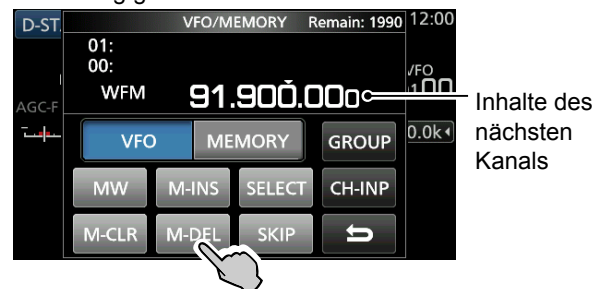 D-ST
VFO/MEMORY
Remain: 1990
12:00
01:
00:
WFM
91.900.000
VFO
AGC-F
Inhalte des
nächsten
Kanals
VFO
MEMORY
GROUP
0.0k
MW
M-INS
SELECT
CH-INP
M-CLR
M-DEL
SKIP